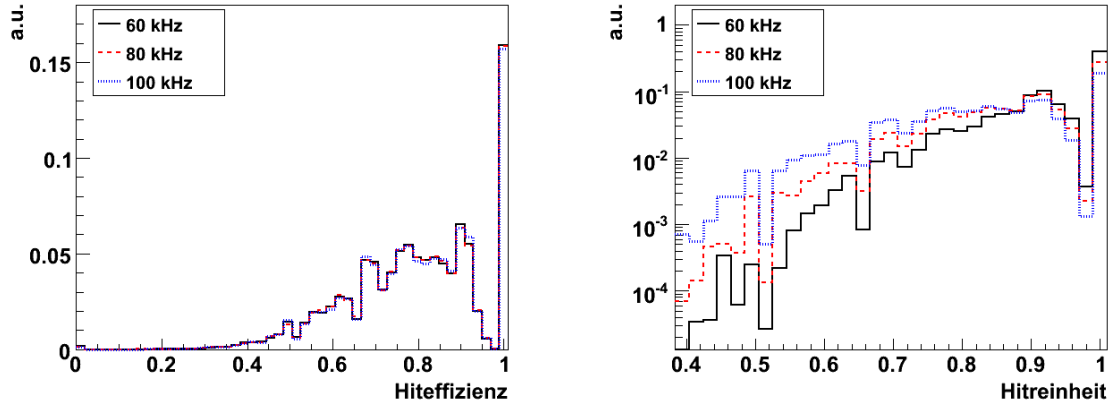 a.u.
60 kHz
80 kHz
100 kHz
0.15
0.1
0.05
0
0 0.2 0.4 0.6 0.8 1
Hiteffizienz
a.u.
60 kHz
80 kHz
100 kHz
1
10⁻¹
10⁻²
10⁻³
10⁻⁴
0.4 0.5 0.6 0.7 0.8 0.9 1
Hitreinheit